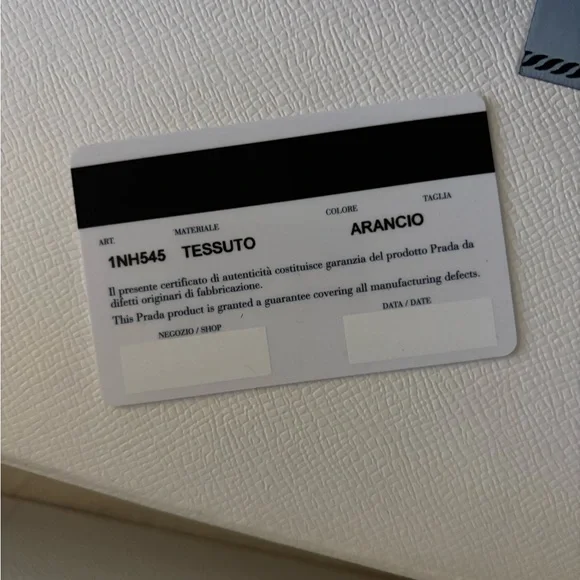 ART.
MATERIALE
COLORE
TAGLIA
1NH545
TESSUTO
ARANCIO
Il presente certificato di autenticità costituisce garanzia del prodotto Prada da
difetti originari di fabbricazione.
This Prada product is granted a guarantee covering all manufacturing defects.
NEGOZIO / SHOP
DATA / DATE